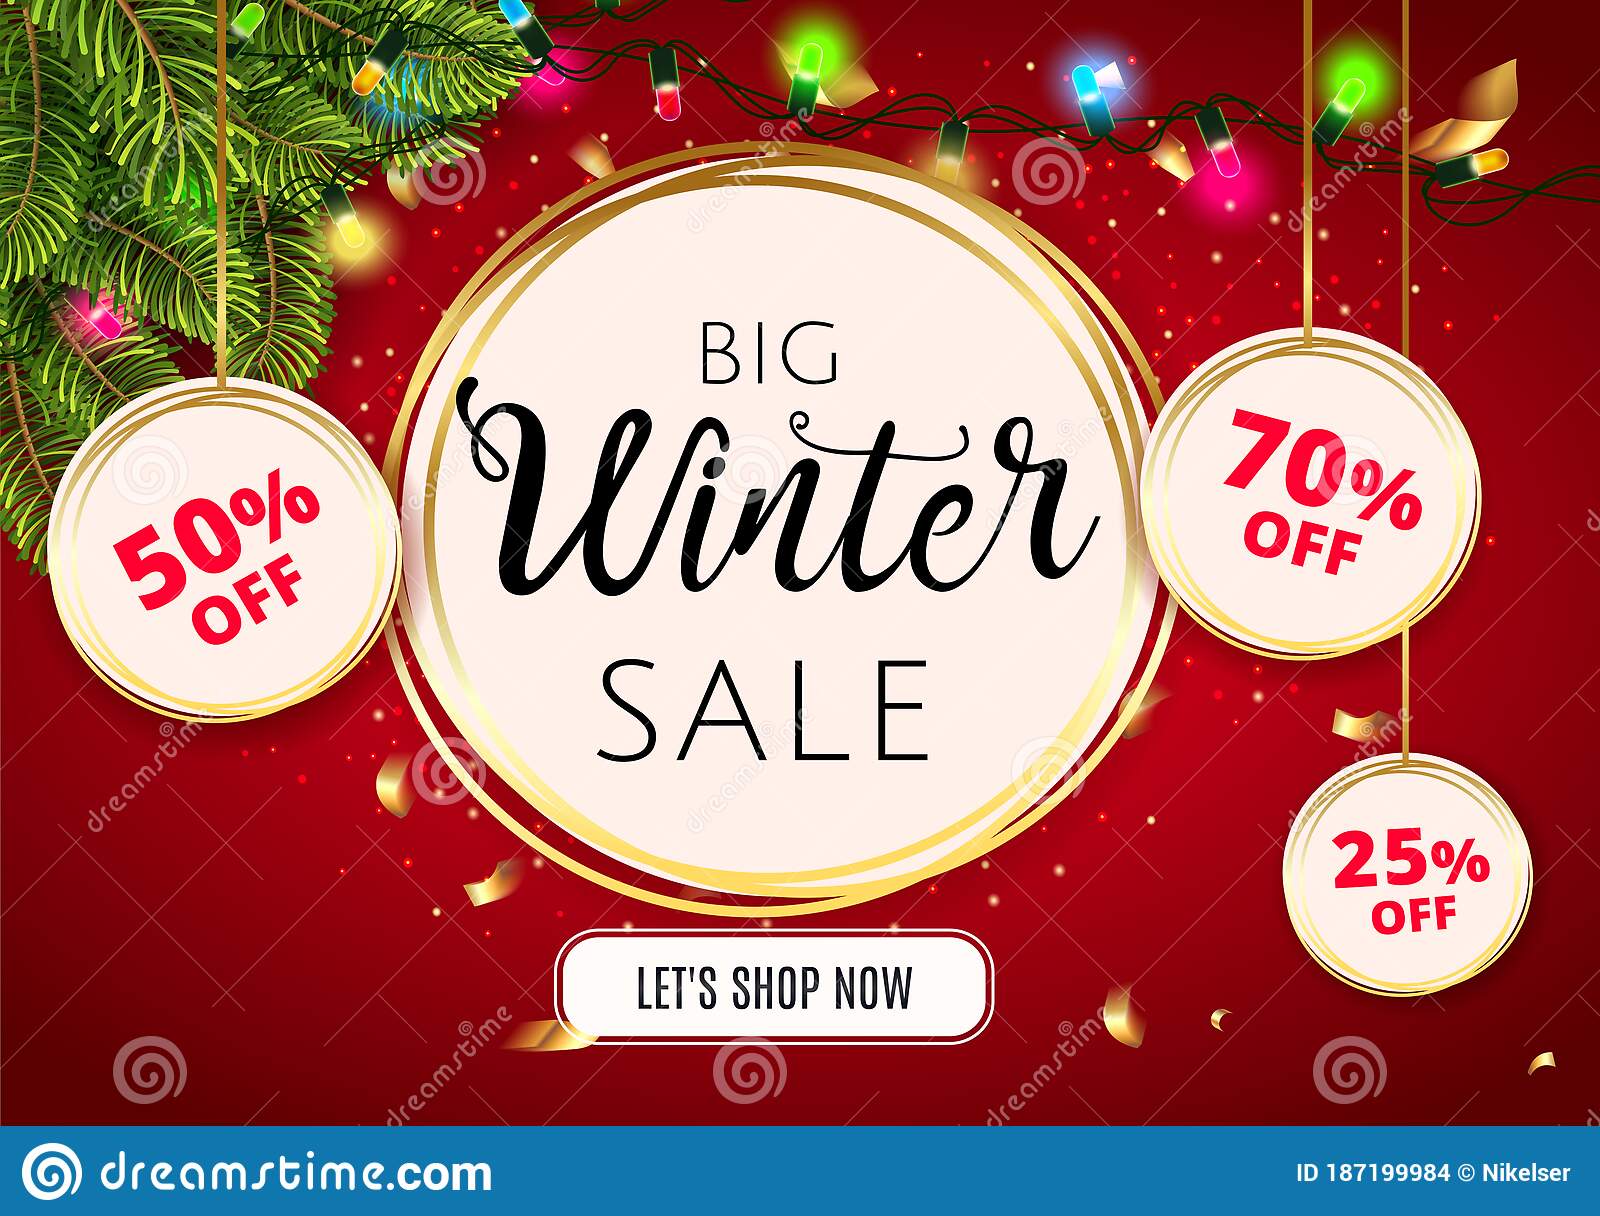 BIG
Winter
SALE
50%
OFF
70%
OFF
25%
OFF
LET'S SHOP NOW
dreamstime.com
ID 187199984 © Nikelser